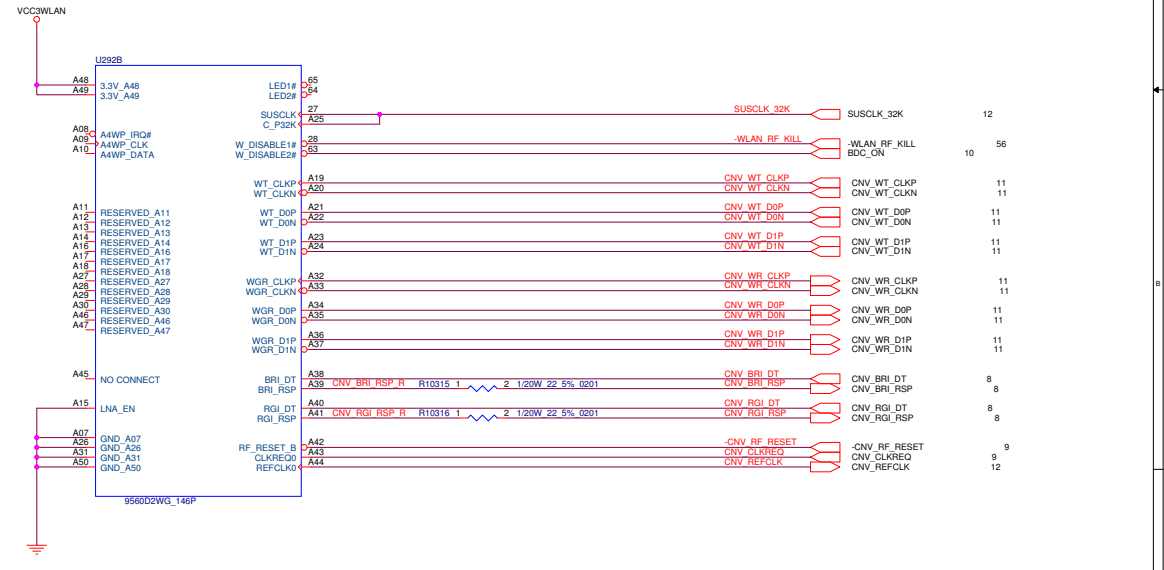 VCC3WLAN
U292B
A48 3.3V_A48 LED1# 65
A49 3.3V_A49 LED2# 64
SUSCLK 27 SUSCLK_32K SUSCLK_32K 12
C_P32K A25
A08 A4WP_IRQ#
A09 A4WP_CLK W_DISABLE1# 28 -WLAN_RF_KILL -WLAN_RF_KILL 56
A10 A4WP_DATA W_DISABLE2# 63 BDC_ON 10
WT_CLKP A19 CNV_WT_CLKP CNV_WT_CLKP 11
WT_CLKN A20 CNV_WT_CLKN CNV_WT_CLKN 11
A11 RESERVED_A11 WT_D0P A21 CNV_WT_D0P CNV_WT_D0P 11
A12 RESERVED_A12 WT_D0N A22 CNV_WT_D0N CNV_WT_D0N 11
A13 RESERVED_A13
A14 RESERVED_A14 WT_D1P A23 CNV_WT_D1P CNV_WT_D1P 11
A16 RESERVED_A16 WT_D1N A24 CNV_WT_D1N CNV_WT_D1N 11
A17 RESERVED_A17
A18 RESERVED_A18
A27 RESERVED_A27 WGR_CLKP A32 CNV_WR_CLKP CNV_WR_CLKP 11
A28 RESERVED_A28 WGR_CLKN A33 CNV_WR_CLKN CNV_WR_CLKN 11
B
A29 RESERVED_A29
A30 RESERVED_A30 WGR_D0P A34 CNV_WR_D0P CNV_WR_D0P 11
A46 RESERVED_A46 WGR_D0N A35 CNV_WR_D0N CNV_WR_D0N 11
A47 RESERVED_A47
WGR_D1P A36 CNV_WR_D1P CNV_WR_D1P 11
WGR_D1N A37 CNV_WR_D1N CNV_WR_D1N 11
A45 NO CONNECT BRI_DT A38 CNV_BRI_DT CNV_BRI_DT 8
BRI_RSP A39 CNV_BRI_RSP_R R10315 1 2 1/20W_22_5%_0201 CNV_BRI_RSP CNV_BRI_RSP 8
A15 LNA_EN RGI_DT A40 CNV_RGI_DT CNV_RGI_DT 8
RGI_RSP A41 CNV_RGI_RSP_R R10316 1 2 1/20W_22_5%_0201 CNV_RGI_RSP CNV_RGI_RSP 8
A07 GND_A07
A26 GND_A26 RF_RESET_B A42 -CNV_RF_RESET -CNV_RF_RESET 9
A31 GND_A31 CLKREQ0 A43 CNV_CLKREQ CNV_CLKREQ 9
A50 GND_A50 REFCLK0 A44 CNV_REFCLK CNV_REFCLK 12
9560D2WG_146P